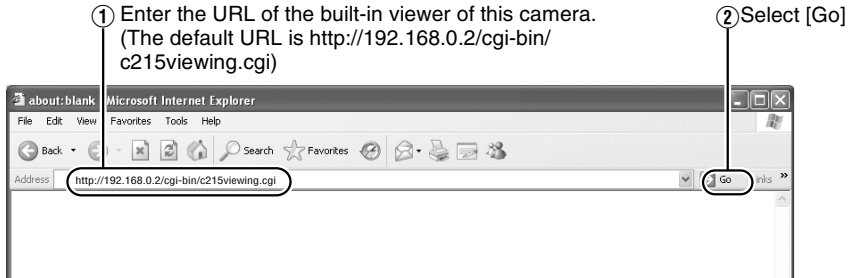 ① Enter the URL of the built-in viewer of this camera.
(The default URL is http://192.168.0.2/cgi-bin/
c215viewing.cgi)
② Select [Go]
about:blank Microsoft Internet Explorer
File Edit View Favorites Tools Help
Back Search Favorites
Address http://192.168.0.2/cgi-bin/c215viewing.cgi Go inks »